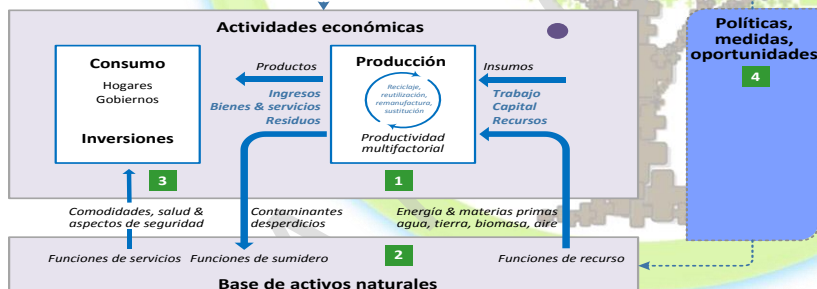 Actividades económicas
Consumo
Hogares
Gobiernos
Inversiones
3
Productos
Ingresos
Bienes & servicios
Residuos
Producción
Reciclaje,
reutilización,
remanufactura,
sustitución
Productividad
multifactorial
1
Insumos
Trabajo
Capital
Recursos
Políticas,
medidas,
oportunidades
4
Comodidades, salud &
aspectos de seguridad
Contaminantes
desperdicios
Energía & materias primas
agua, tierra, biomasa, aire
Funciones de servicios
Funciones de sumidero
2
Funciones de recurso
Base de activos naturales